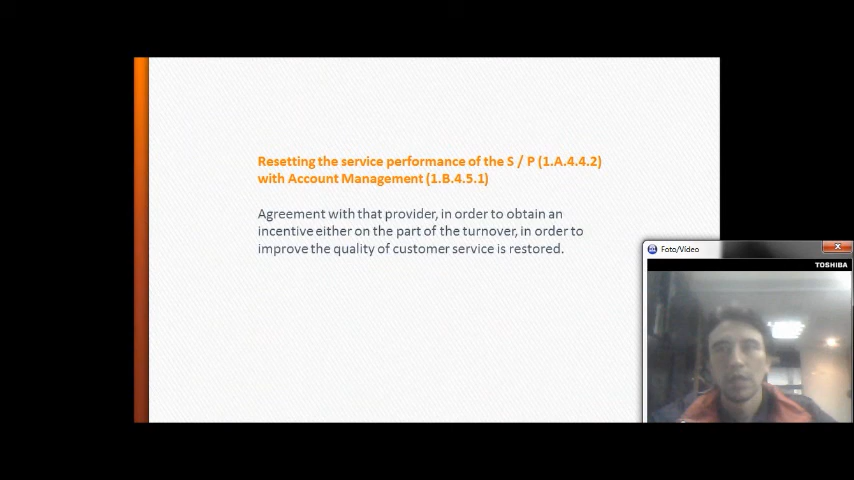 Resetting the service performance of the S / P (1.A.4.4.2)
with Account Management (1.B.4.5.1)
Agreement with that provider, in order to obtain an
incentive either on the part of the turnover, in order to
improve the quality of customer service is restored.
Foto/Vídeo
TOSHIBA